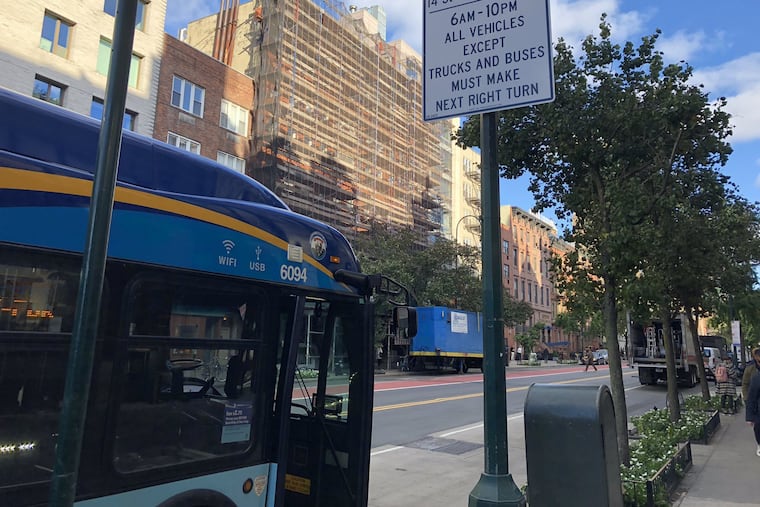 6AM-10PM
ALL VEHICLES
EXCEPT
TRUCKS AND BUSES
MUST MAKE
NEXT RIGHT TURN
WIFI
USB
6094